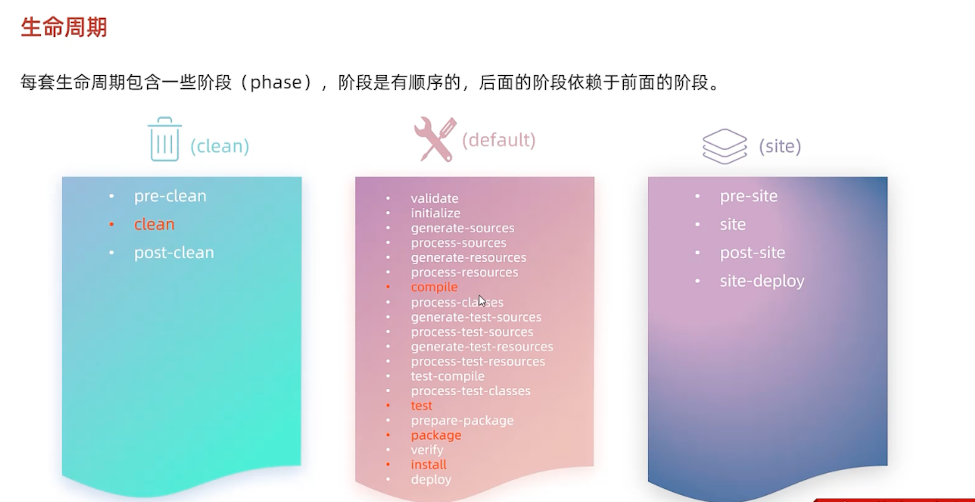 生命周期
每套生命周期包含一些阶段（phase），阶段是有顺序的，后面的阶段依赖于前面的阶段。
(clean)
• pre-clean
• clean
• post-clean
(default)
• validate
• initialize
• generate-sources
• process-sources
• generate-resources
• process-resources
• compile
• process-classes
• generate-test-sources
• process-test-sources
• generate-test-resources
• process-test-resources
• test-compile
• process-test-classes
• test
• prepare-package
• package
• verify
• install
• deploy
(site)
• pre-site
• site
• post-site
• site-deploy